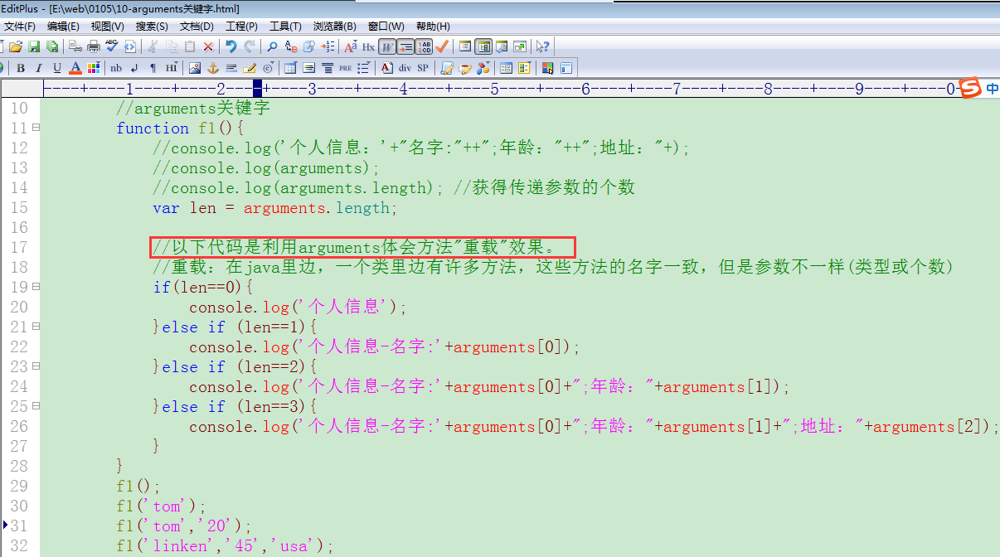 EditPlus - [E:\web\0105\10-arguments关键字.html]
文件(F) 编辑(E) 视图(V) 搜索(S) 文档(D) 工程(P) 工具(T) 浏览器(B) 窗口(W) 帮助(H)
ABC Aa Hx W
B I U A nb ¶ HI PRE A div SP
----+----1----+----2----+----3----+----4----+----5----+----6----+----7----+----8----+----9----+----0- S 中
10 //arguments关键字
11 function f1(){
12 //console.log('个人信息：'+"名字:"++";年龄："++";地址："+);
13 //console.log(arguments);
14 //console.log(arguments.length); //获得传递参数的个数
15 var len = arguments.length;
16
17 //以下代码是利用arguments体会方法"重载"效果。
18 //重载：在java里边，一个类里边有许多方法，这些方法的名字一致，但是参数不一样(类型或个数)
19 if(len==0){
20 console.log('个人信息');
21 }else if (len==1){
22 console.log('个人信息-名字:'+arguments[0]);
23 }else if (len==2){
24 console.log('个人信息-名字:'+arguments[0]+";年龄："+arguments[1]);
25 }else if (len==3){
26 console.log('个人信息-名字:'+arguments[0]+";年龄："+arguments[1]+";地址："+arguments[2]);
27 }
28 }
29 f1();
30 f1('tom');
31 f1('tom','20');
32 f1('linken','45','usa');